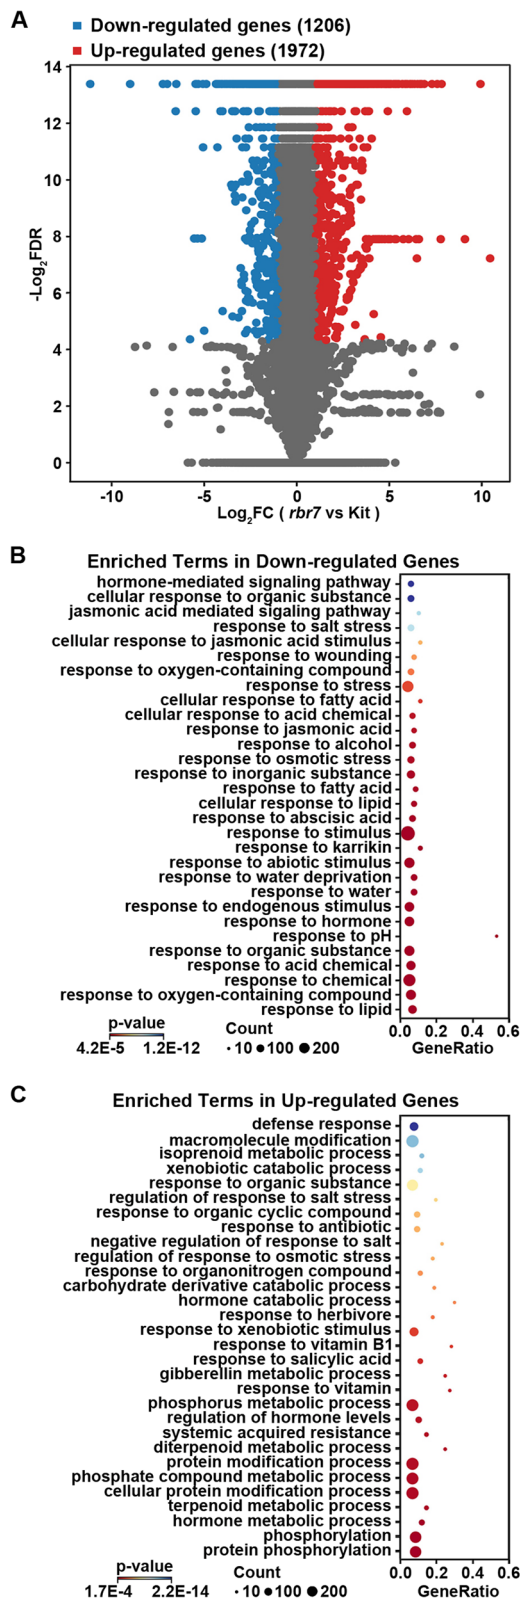 A
Down-regulated genes (1206)
Up-regulated genes (1972)
14
12
10
8
6
4
2
0
-Log2FDR
-10 -5 0 5 10
Log2FC ( rbr7 vs Kit )
B
Enriched Terms in Down-regulated Genes
hormone-mediated signaling pathway
cellular response to organic substance
jasmonic acid mediated sigaling pathway
response to salt stress
cellular response to jasmonic acid stimulus
response to wounding
response to oxygen-containing compound
response to stress
cellular response to fatty acid
cellular response to acid chemical
response to jasmonic acid
response to alcohol
response to osmotic stress
response to inorganic substance
response to fatty acid
cellular response to lipid
response to abscisic acid
response to stimulus
response to karrikin
response to abiotic stimulus
response to water deprivation
response to water
response to endogenous stimulus
response to hormone
response to pH
response to organic substance
response to acid chemical
response to chemical
response to oxygen-containing compound
response to lipid
0.0 0.2 0.4 0.6
GeneRatio
p-value
4.2E-5 1.2E-12
Count
10 100 200
C
Enriched Terms in Up-regulated Genes
defense response
macromolecule modification
isoprenoid metabolic process
xenobiotic catabolic process
response to organic substance
regulation of response to salt stress
response to organic cyclic compound
response to antibiotic
negative regulation of response to salt
regulation of response to osmotic stress
response to organonitrogen compound
carbohydrate derivative catabolic process
hormone catabolic process
response to herbivore
response to xenobiotic stimulus
response to vitamin B1
response to salicylic acid
gibberellin metabolic process
response to vitamin
phosphorus metabolic process
regulation of hormone levels
systemic acquired resistance
diterpenoid metabolic process
protein modification process
phosphate compound metabolic process
cellular protein modification process
terpenoid metabolic process
hormone metabolic process
phosphorylation
protein phosphorylation
0.0 0.2 0.4 0.6
GeneRatio
p-value
1.7E-4 2.2E-14
Count
10 100 200